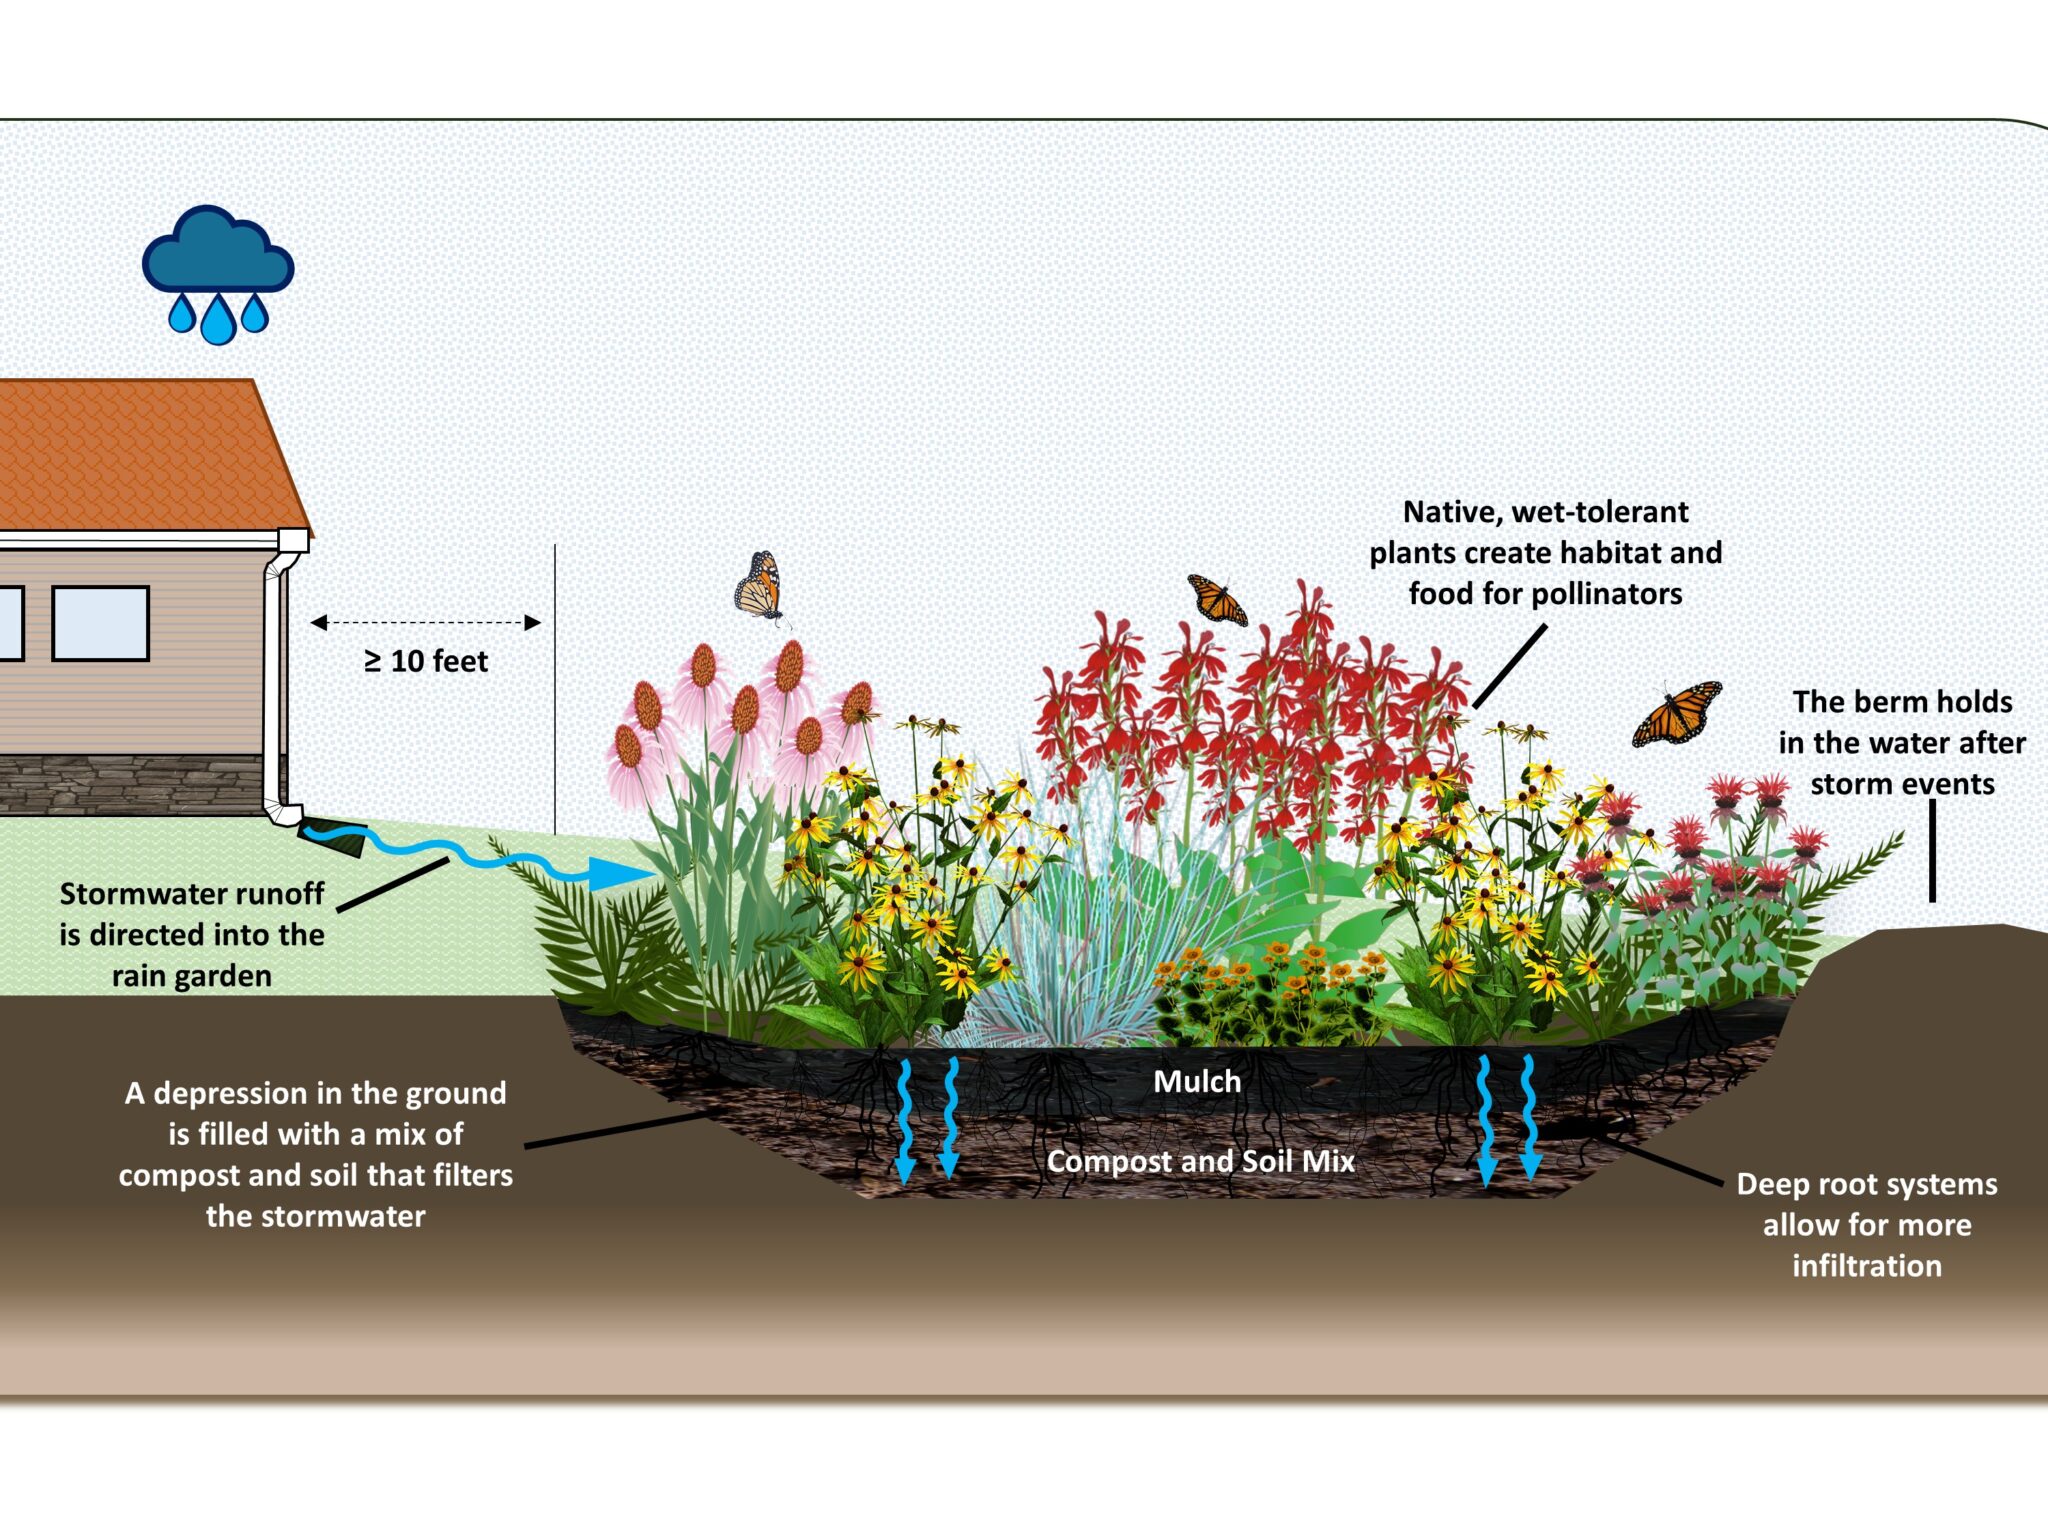 Native, wet-tolerant
plants create habitat and
food for pollinators
≥ 10 feet
The berm holds
in the water after
storm events
Stormwater runoff
is directed into the
rain garden
A depression in the ground
is filled with a mix of
compost and soil that filters
the stormwater
Mulch
Compost and Soil Mix
Deep root systems
allow for more
infiltration